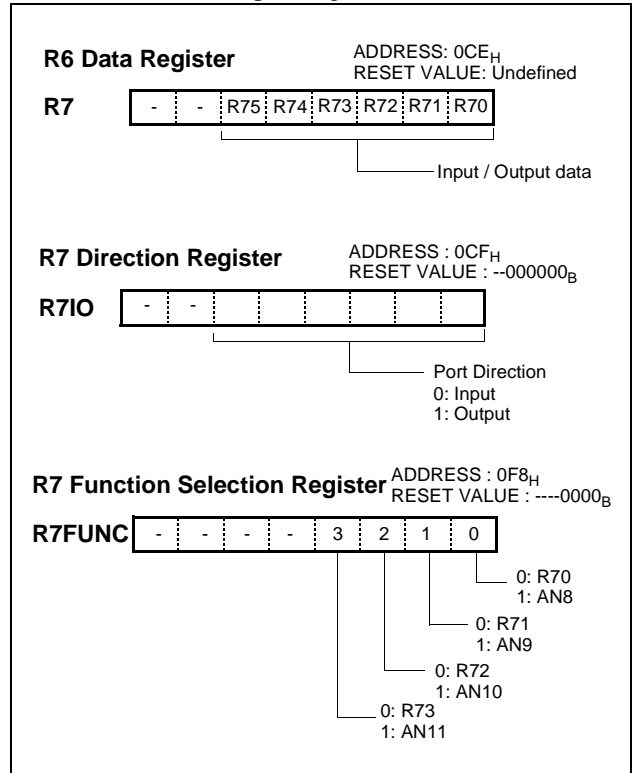 R6 Data Register
ADDRESS: 0CEH
RESET VALUE: Undefined
R7 - - R75 R74 R73 R72 R71 R70
Input / Output data
R7 Direction Register
ADDRESS : 0CFH
RESET VALUE : --000000B
R7IO - -
Port Direction
0: Input
1: Output
R7 Function Selection Register
ADDRESS : 0F8H
RESET VALUE : ----0000B
R7FUNC - - - - 3 2 1 0
0: R70
1: AN8
0: R71
1: AN9
0: R72
1: AN10
0: R73
1: AN11